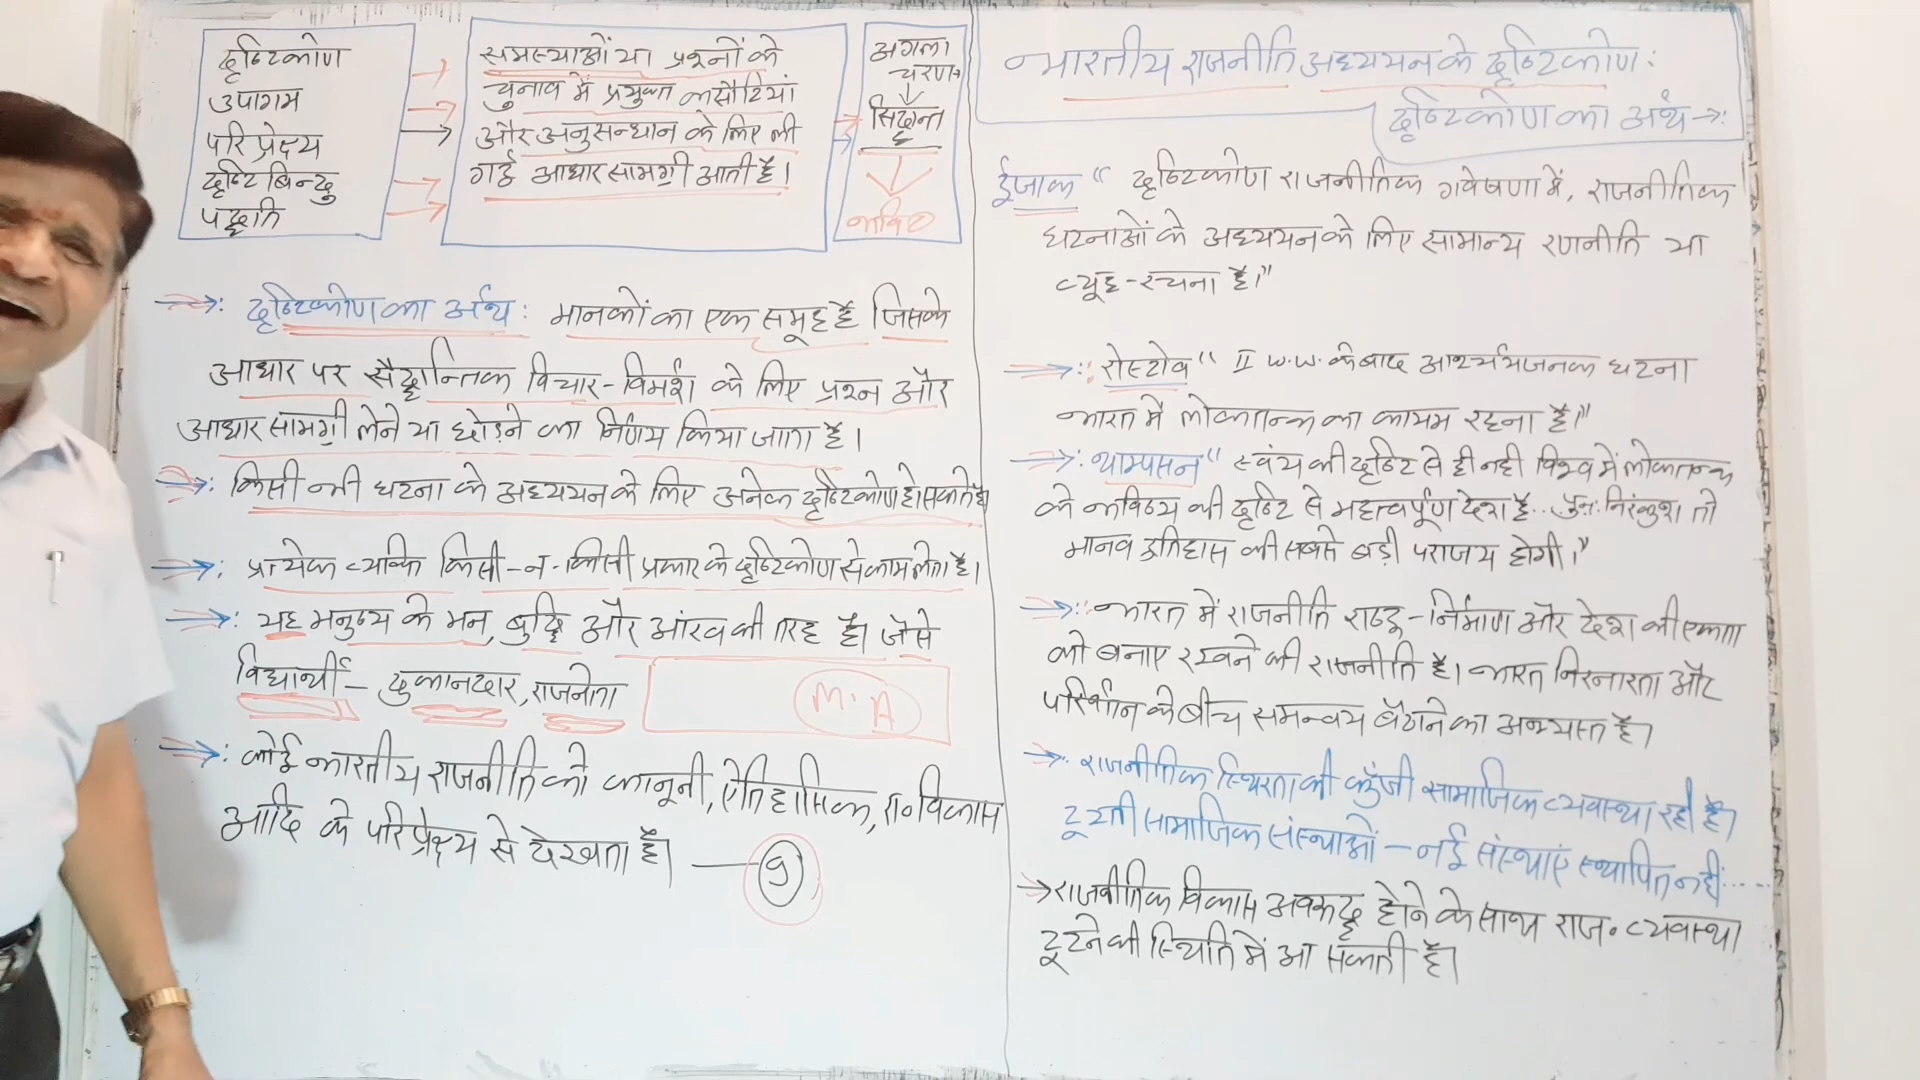 दृष्टिकोण
उपागम
परिप्रेक्ष्य
दृष्टि बिन्दु
पद्धति
समस्याओं या प्रश्नों के
चुनाव में प्रयुक्त कसौटियां
और अनुसन्धान के लिए ली
गई आधार सामग्री आती है।
अगला
चरण→
सिद्धान्त
→: दृष्टिकोण का अर्थ: मानकों का एक समूह है जिसके
आधार पर सैद्धान्तिक विचार-विमर्श के लिए प्रश्न और
आधार सामग्री लेने या छोड़ने का निर्णय किया जाता है।
→: किसी भी घटना के अध्ययन के लिए अनेक दृष्टिकोण हो सकते हैं
→: प्रत्येक व्यक्ति किसी-न-किसी प्रकार के दृष्टिकोण से काम लेता है।
→: यह मनुष्य के मन, बुद्धि और आंख की तरह है। जैसे
विद्यार्थी - दुकानदार, राजनेता
M.A
→: कोई भारतीय राजनीति को कानूनी, ऐतिहासिक, रा० विकास
आदि के परिप्रेक्ष्य से देखता है। — 9
भारतीय राजनीति अध्ययन के दृष्टिकोण:
दृष्टिकोण का अर्थ→:
ईजाक “ दृष्टिकोण राजनीतिक गवेषणा में, राजनीतिक
घटनाओं के अध्ययन के लिए सामान्य रणनीति या
व्यूह-रचना है।”
→: रोस्टोव “ II W.W. के बाद आश्चर्यजनक घटना
भारत में लोकतन्त्र का कायम रहना है।”
→: थाम्पसन “ स्वंय की दृष्टि से ही नही विश्व में लोकतन्त्र
के भविष्य की दृष्टि से महत्वपूर्ण देश है... पुन: निरंकुश तो
मानव इतिहास की सबसे बड़ी पराजय होगी।”
→: भारत में राजनीति राष्ट्र-निर्माण और देश की एकता
को बनाए रखने की राजनीति है। भारत निरन्तरता और
परिर्वतन के बीच समन्वय बैठाने का अभ्यस्त है।
→: राजनीतिक स्थिरता की कुँजी सामाजिक व्यवस्था रही है।
टूटती सामाजिक संस्थाओं - नई संस्थाएं स्थापित नहीं.....
→ राजनीतिक विकास अवरूद्ध होने के साथ राज० व्यवस्था
टूटने की स्थिति में आ सकती है।